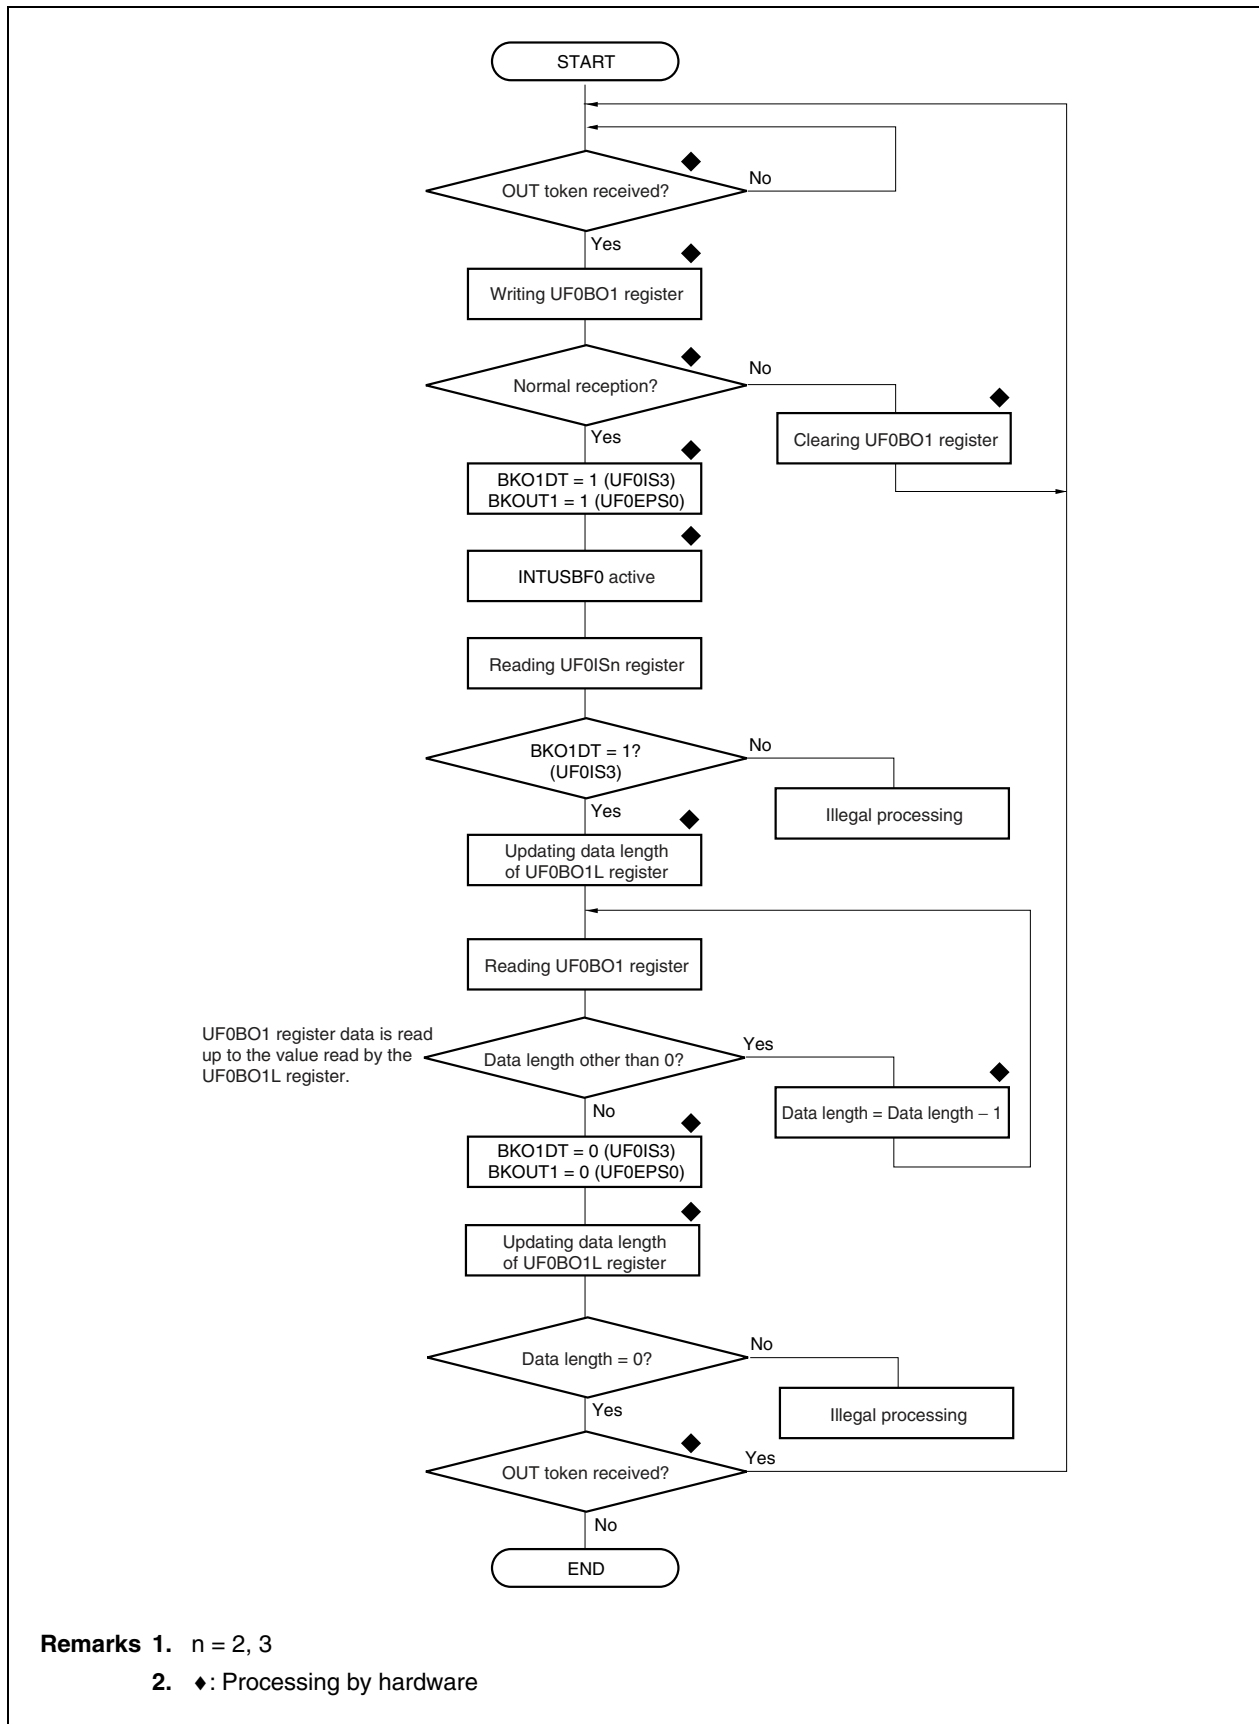 START
OUT token received?
No
Yes
Writing UF0BO1 register
Normal reception?
No
Yes
Clearing UF0BO1 register
BKO1DT = 1 (UF0IS3)
BKOUT1 = 1 (UF0EPS0)
INTUSBF0 active
Reading UF0ISn register
BKO1DT = 1?
(UF0IS3)
No
Yes
Illegal processing
Updating data length
of UF0BO1L register
Reading UF0BO1 register
UF0BO1 register data is read
up to the value read by the
UF0BO1L register.
Data length other than 0?
Yes
No
Data length = Data length − 1
BKO1DT = 0 (UF0IS3)
BKOUT1 = 0 (UF0EPS0)
Updating data length
of UF0BO1L register
Data length = 0?
No
Yes
Illegal processing
OUT token received?
Yes
No
END
Remarks 1. n = 2, 3
2. ♦: Processing by hardware